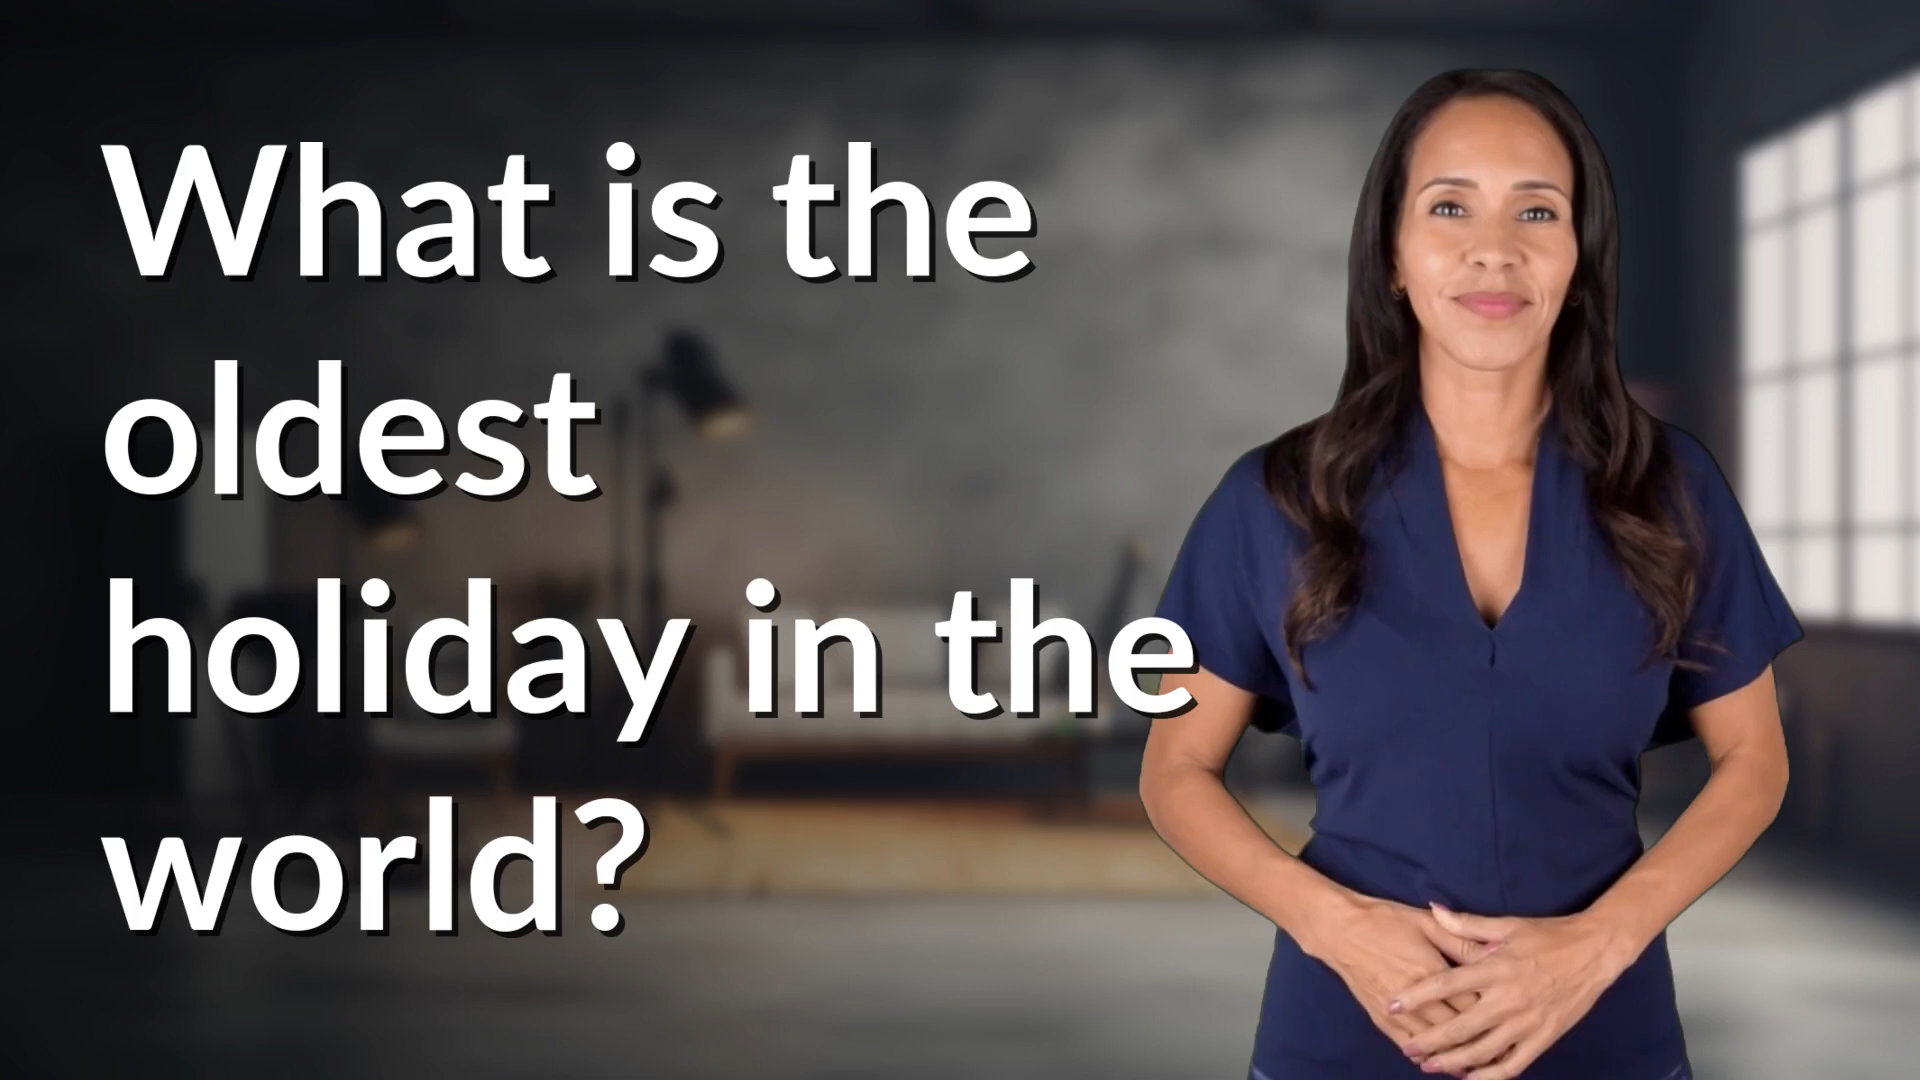 What is the
oldest
holiday in the
world?